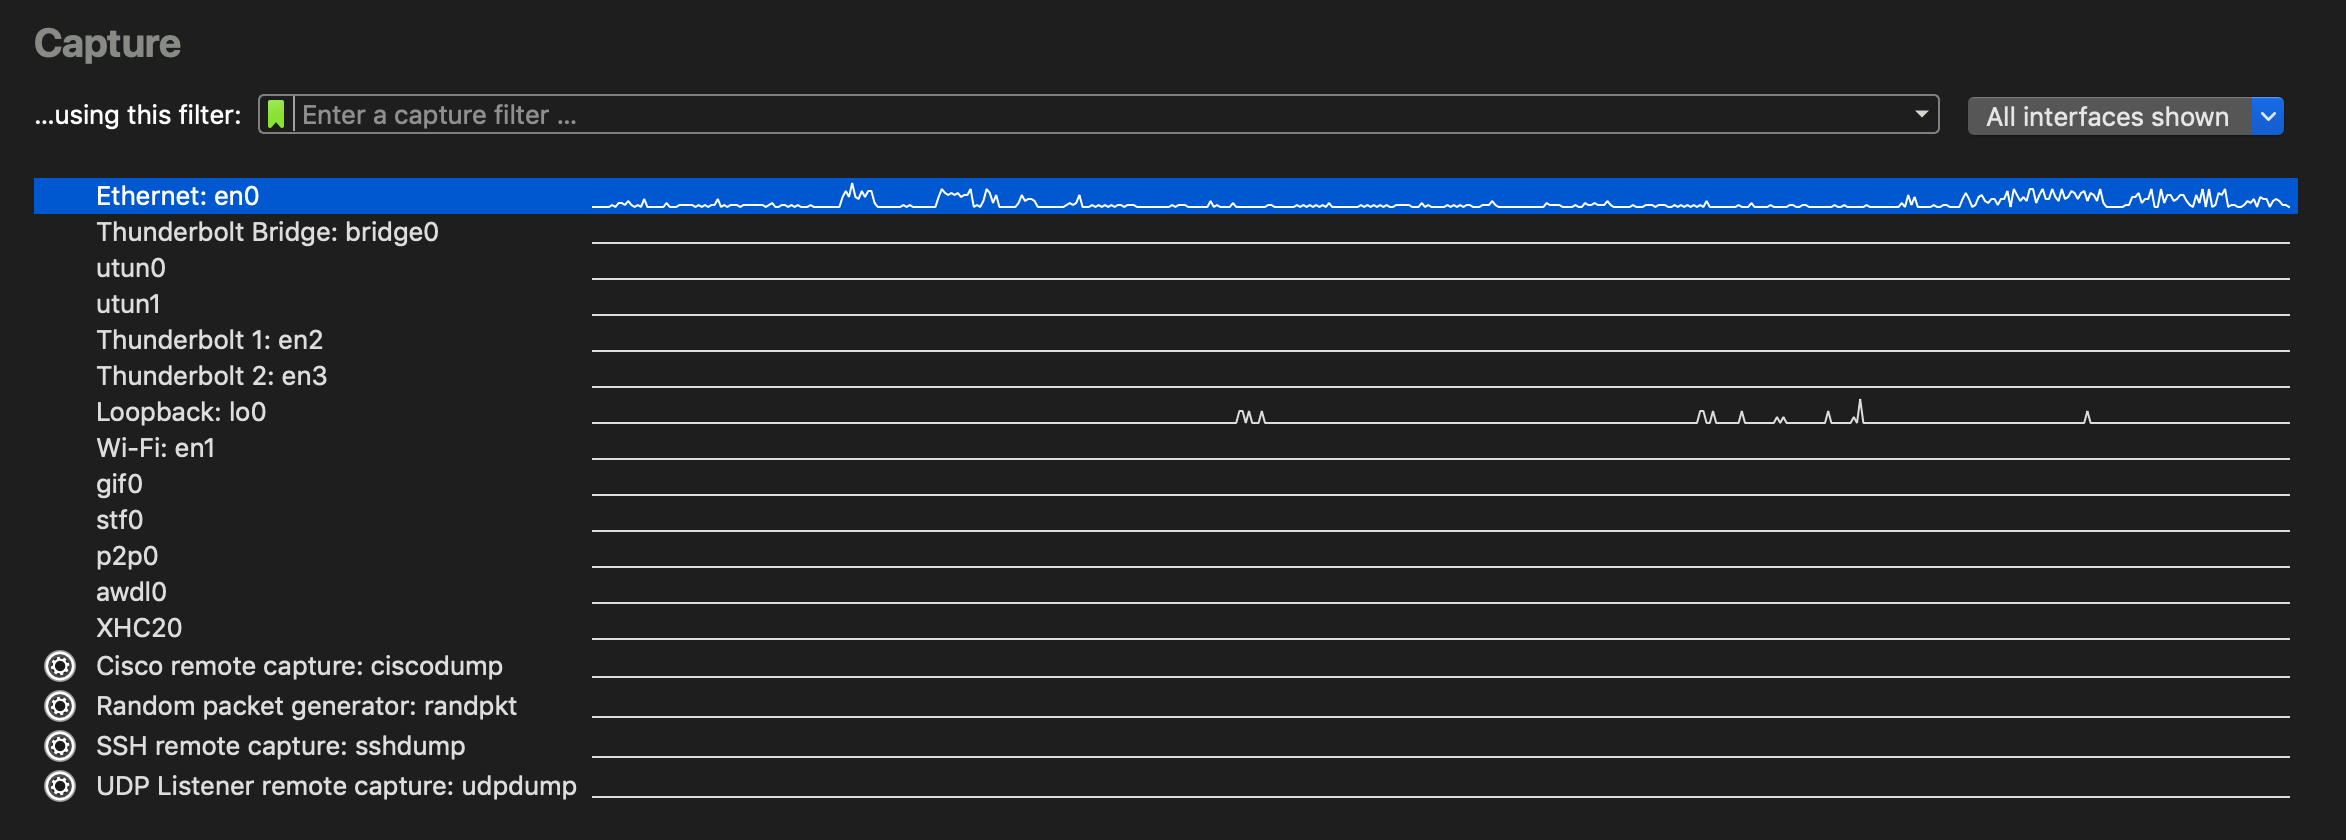 Capture
...using this filter: Enter a capture filter ... All interfaces shown
Ethernet: en0
Thunderbolt Bridge: bridge0
utun0
utun1
Thunderbolt 1: en2
Thunderbolt 2: en3
Loopback: lo0
Wi-Fi: en1
gif0
stf0
p2p0
awdl0
XHC20
Cisco remote capture: ciscodump
Random packet generator: randpkt
SSH remote capture: sshdump
UDP Listener remote capture: udpdump